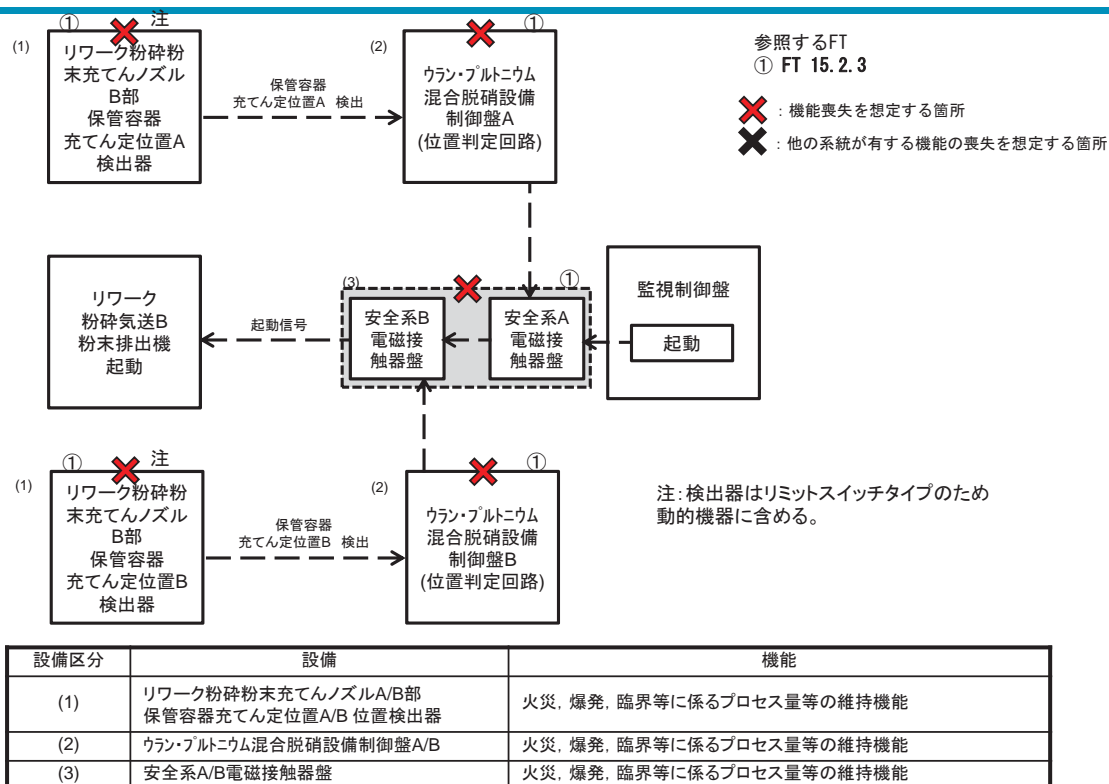 ① 注
(1)
リワーク粉砕粉
末充てんノズル
B部
保管容器
充てん定位置A
検出器
保管容器
充てん定位置A 検出
①
(2)
ウラン・プルトニウム
混合脱硝設備
制御盤A
(位置判定回路)
参照するFT
① FT 15.2.3
：機能喪失を想定する箇所
：他の系統が有する機能の喪失を想定する箇所
リワーク
粉砕気送B
粉末排出機
起動
起動信号
(3)
①
安全系B
電磁接
触器盤
安全系A
電磁接
触器盤
監視制御盤
起動
① 注
(1)
リワーク粉砕粉
末充てんノズル
B部
保管容器
充てん定位置B
検出器
保管容器
充てん定位置B 検出
①
(2)
ウラン・プルトニウム
混合脱硝設備
制御盤B
(位置判定回路)
注：検出器はリミットスイッチタイプのため
動的機器に含める。
設備区分 設備 機能
(1) リワーク粉砕粉末充てんノズルA/B部
保管容器充てん定位置A/B 位置検出器 火災，爆発，臨界等に係るプロセス量等の維持機能
(2) ウラン・プルトニウム混合脱硝設備制御盤A/B 火災，爆発，臨界等に係るプロセス量等の維持機能
(3) 安全系A/B電磁接触器盤 火災，爆発，臨界等に係るプロセス量等の維持機能